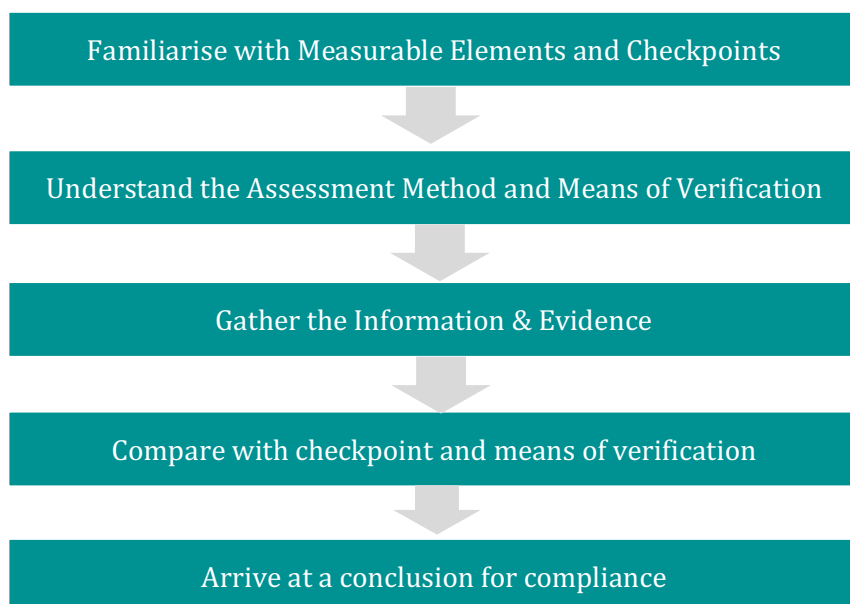 Familiarise with Measurable Elements and Checkpoints
Understand the Assessment Method and Means of Verification
Gather the Information & Evidence
Compare with checkpoint and means of verification
Arrive at a conclusion for compliance